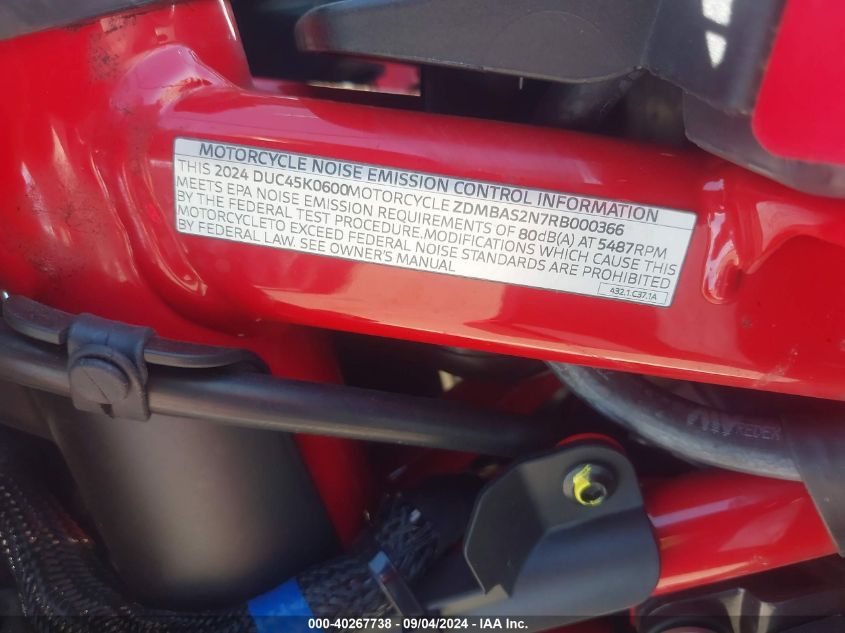 MOTORCYCLE NOISE EMISSION CONTROL INFORMATION
THIS 2024 DUC45K0600MOTORCYCLE ZDMBAS2N7RB000366
MEETS EPA NOISE EMISSION REQUIREMENTS OF 80dB(A) AT 5487RPM
BY THE FEDERAL TEST PROCEDURE.MODIFICATIONS WHICH CAUSE THIS
MOTORCYCLETO EXCEED FEDERAL NOISE STANDARDS ARE PROHIBITED
BY FEDERAL LAW. SEE OWNER'S MANUAL
432.1.C37.1A
REDEK
000-40267738 - 09/04/2024 - IAA Inc.